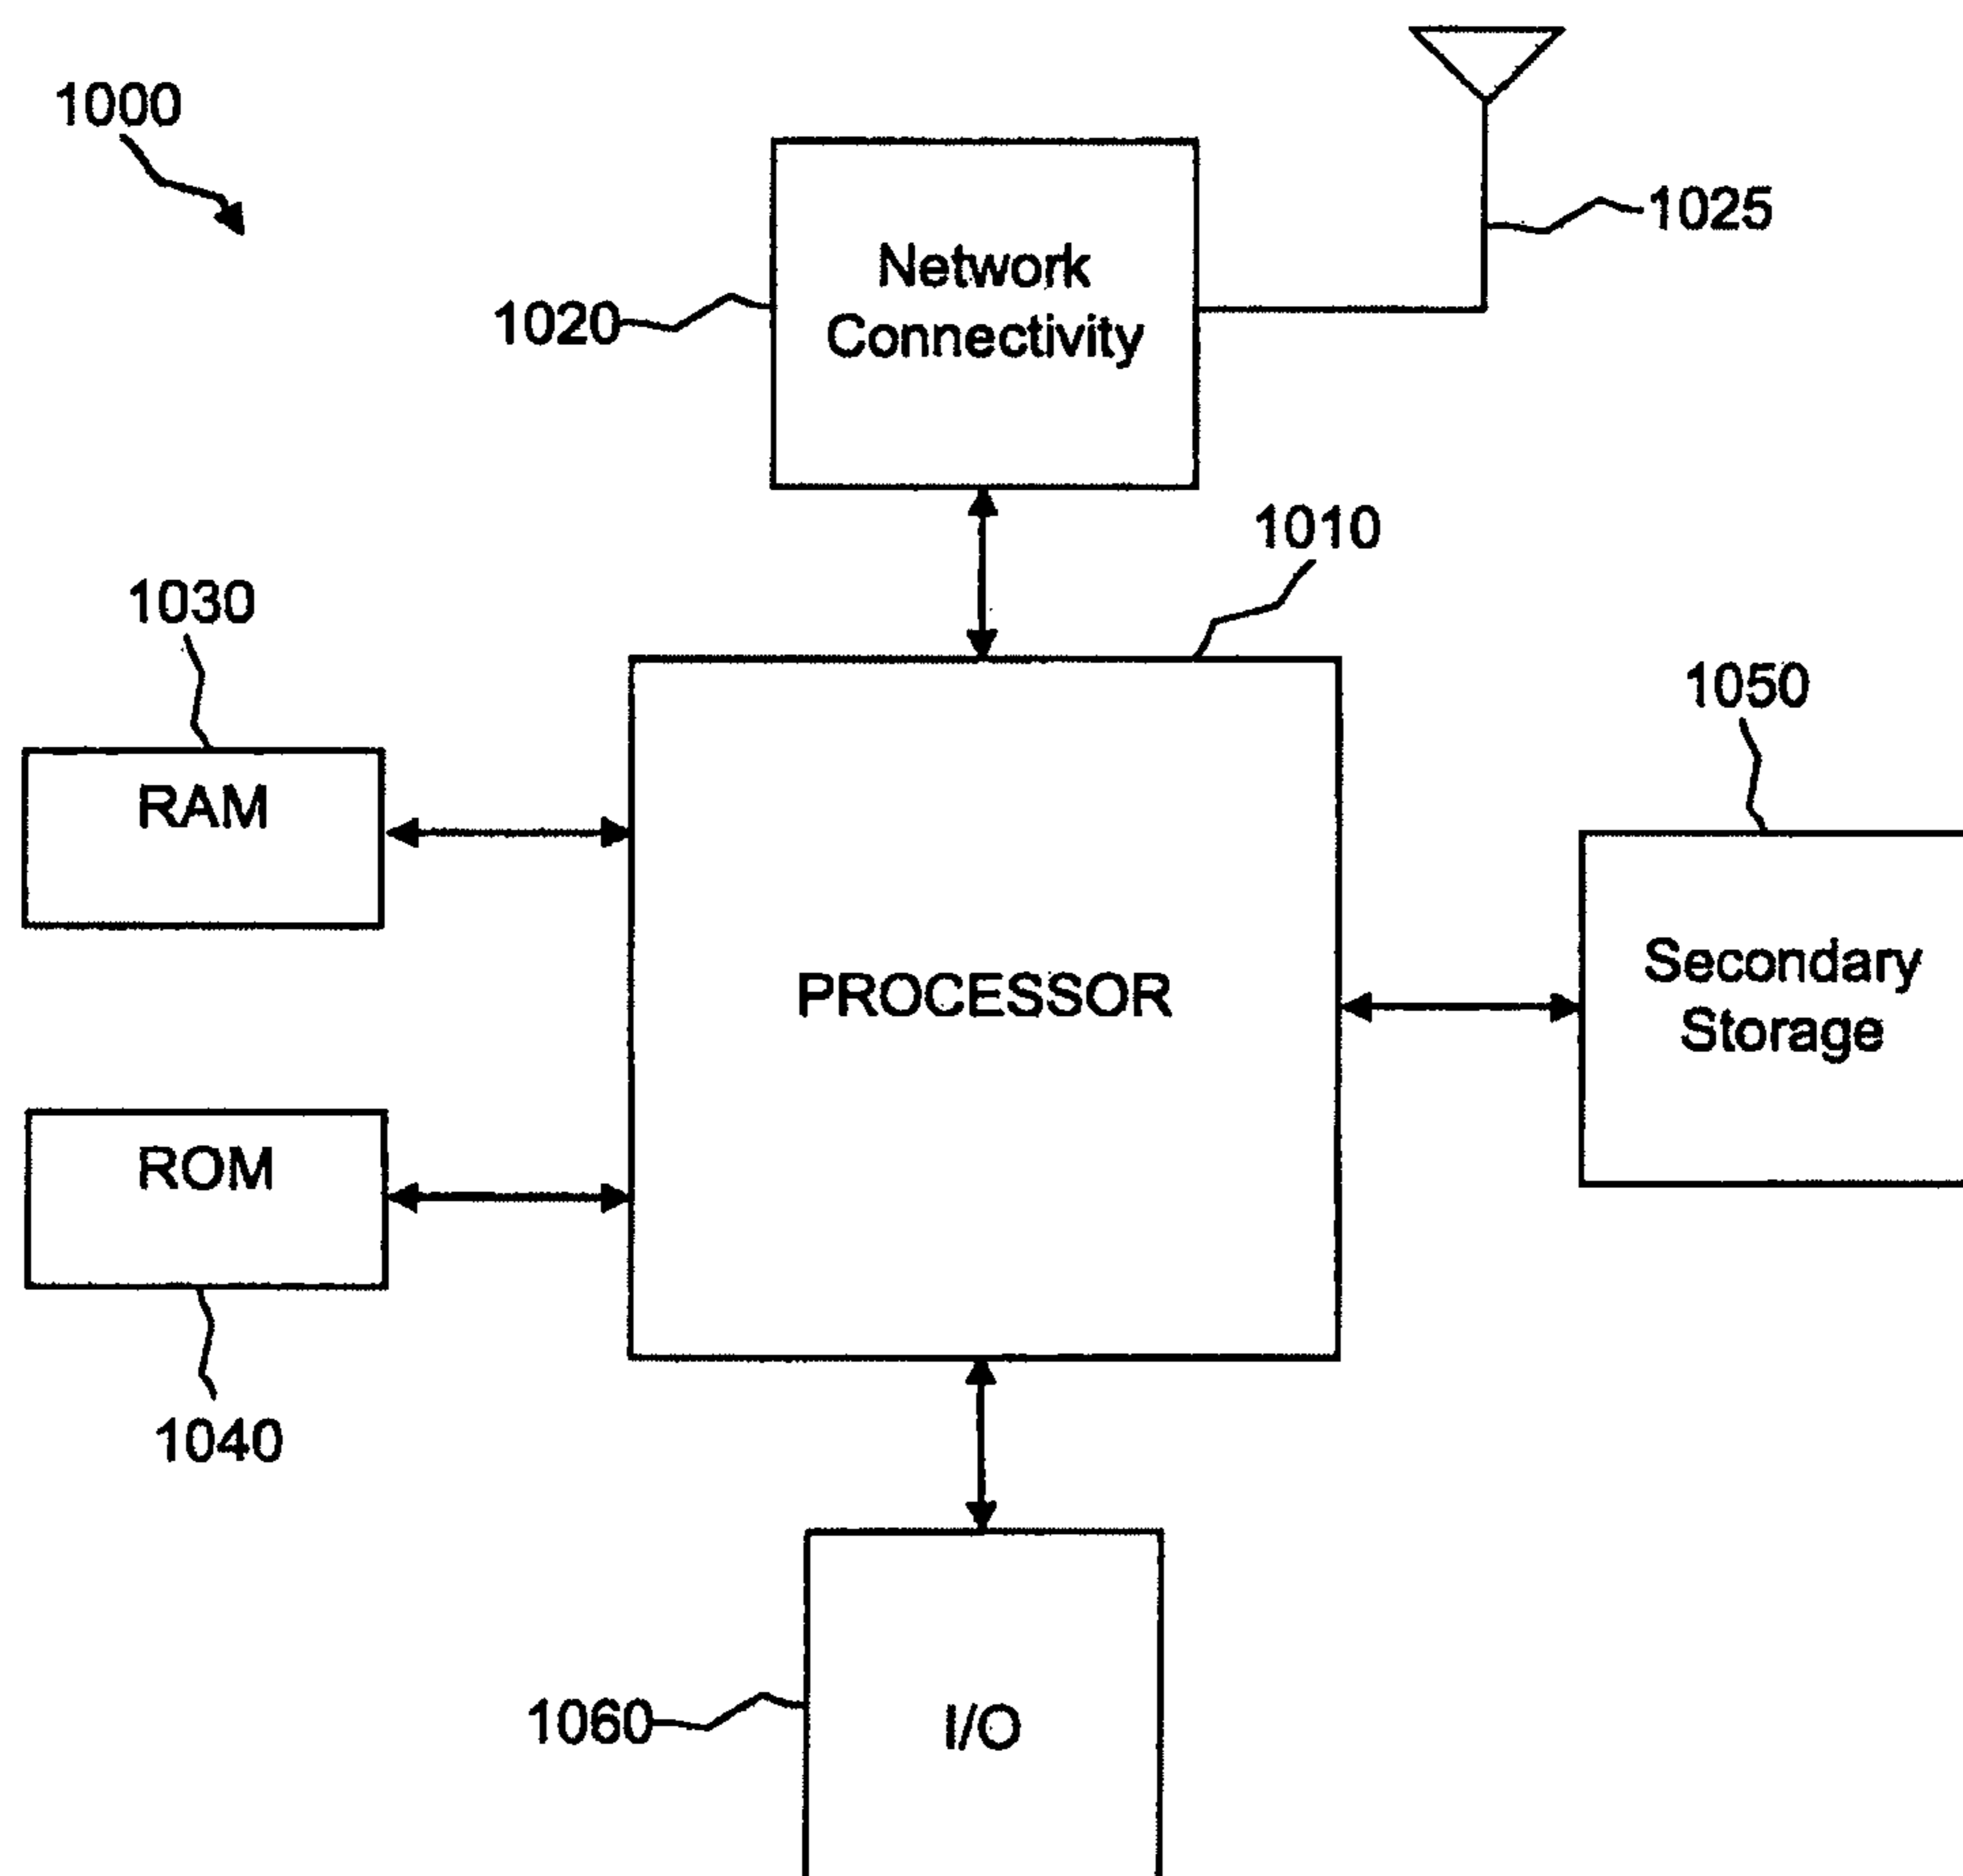 1000
1025
Network
Connectivity
1020
1010
1030
1050
RAM
PROCESSOR
Secondary
Storage
ROM
1040
1060
I/O